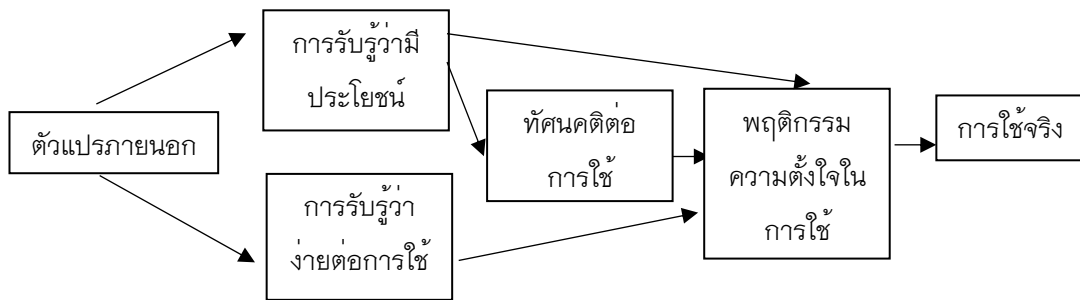 ตัวแปรภายนอก
การรับรู้ว่ามี
ประโยชน์
การรับรู้ว่า
ง่ายต่อการใช้
ทัศนคติต่อ
การใช้
พฤติกรรม
ความตั้งใจใน
การใช้
การใช้จริง